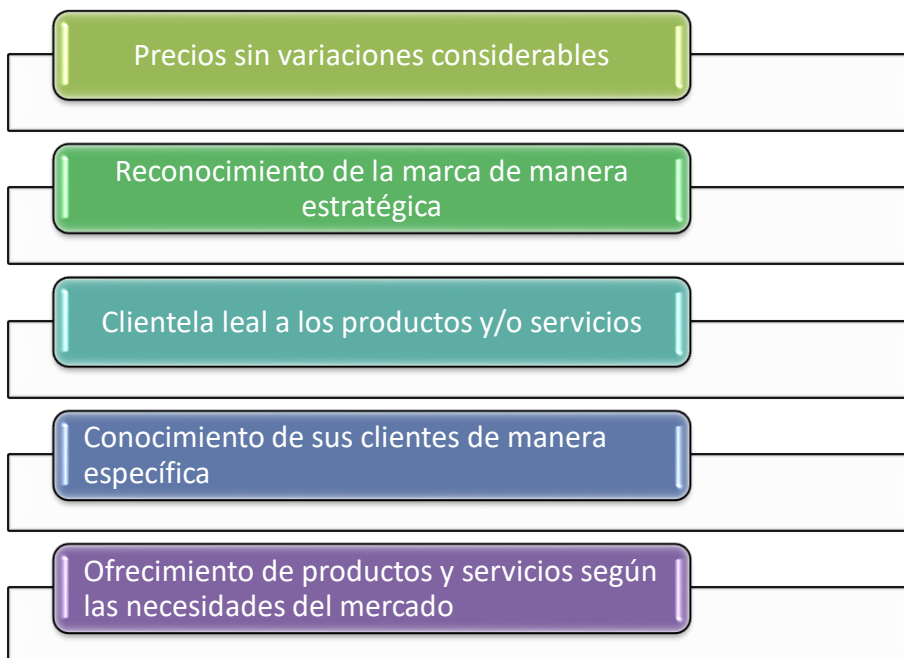 Precios sin variaciones considerables
Reconocimiento de la marca de manera
estratégica
Clientela leal a los productos y/o servicios
Conocimiento de sus clientes de manera
específica
Ofrecimiento de productos y servicios según
las necesidades del mercado